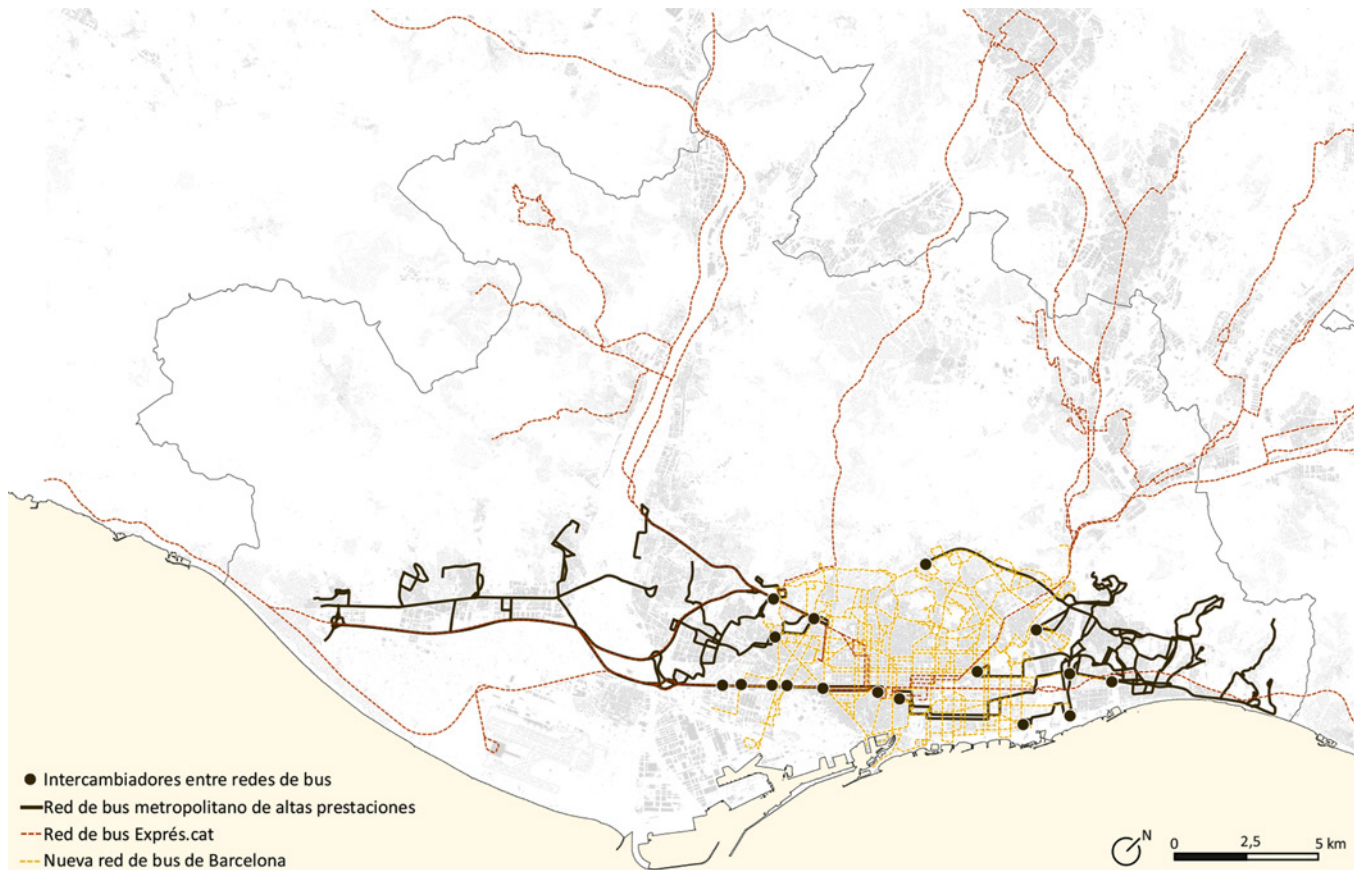 Intercambiadores entre redes de bus
Red de bus metropolitano de altas prestaciones
Red de bus Exprés.cat
Nueva red de bus de Barcelona
N
0 2,5 5 km